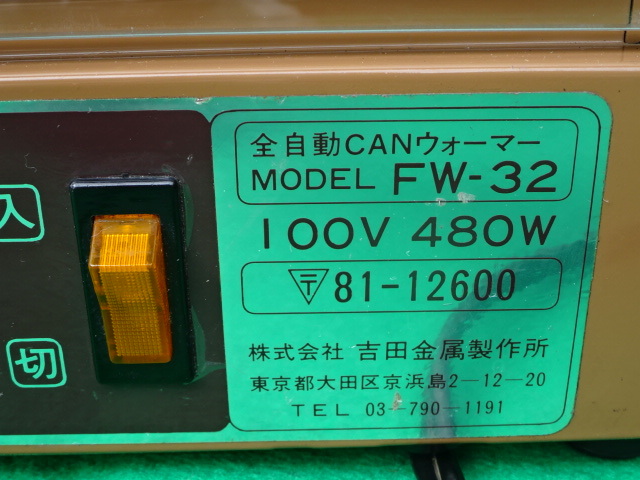 全自動CANウォーマー
MODEL FW-32
100V 480W
〒 81-12600
株式会社 吉田金属製作所
東京都大田区京浜島2-12-20
TEL 03-790-1191
入
切